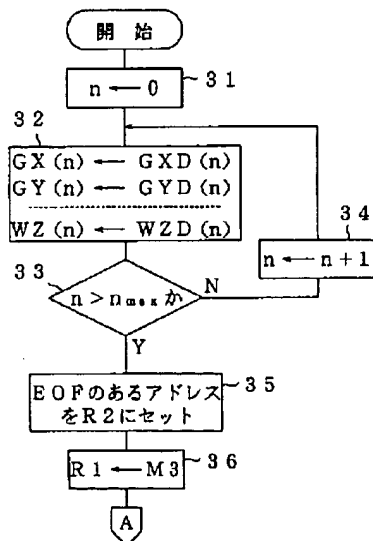 開 始
31
n ← 0
32
GX(n) ← GXD(n)
GY(n) ← GYD(n)
WZ(n) ← WZD(n)
34
n ← n+1
33
n > nmax か
N
Y
35
EOFのあるアドレス
をR2にセット
36
R1 ← M3
A